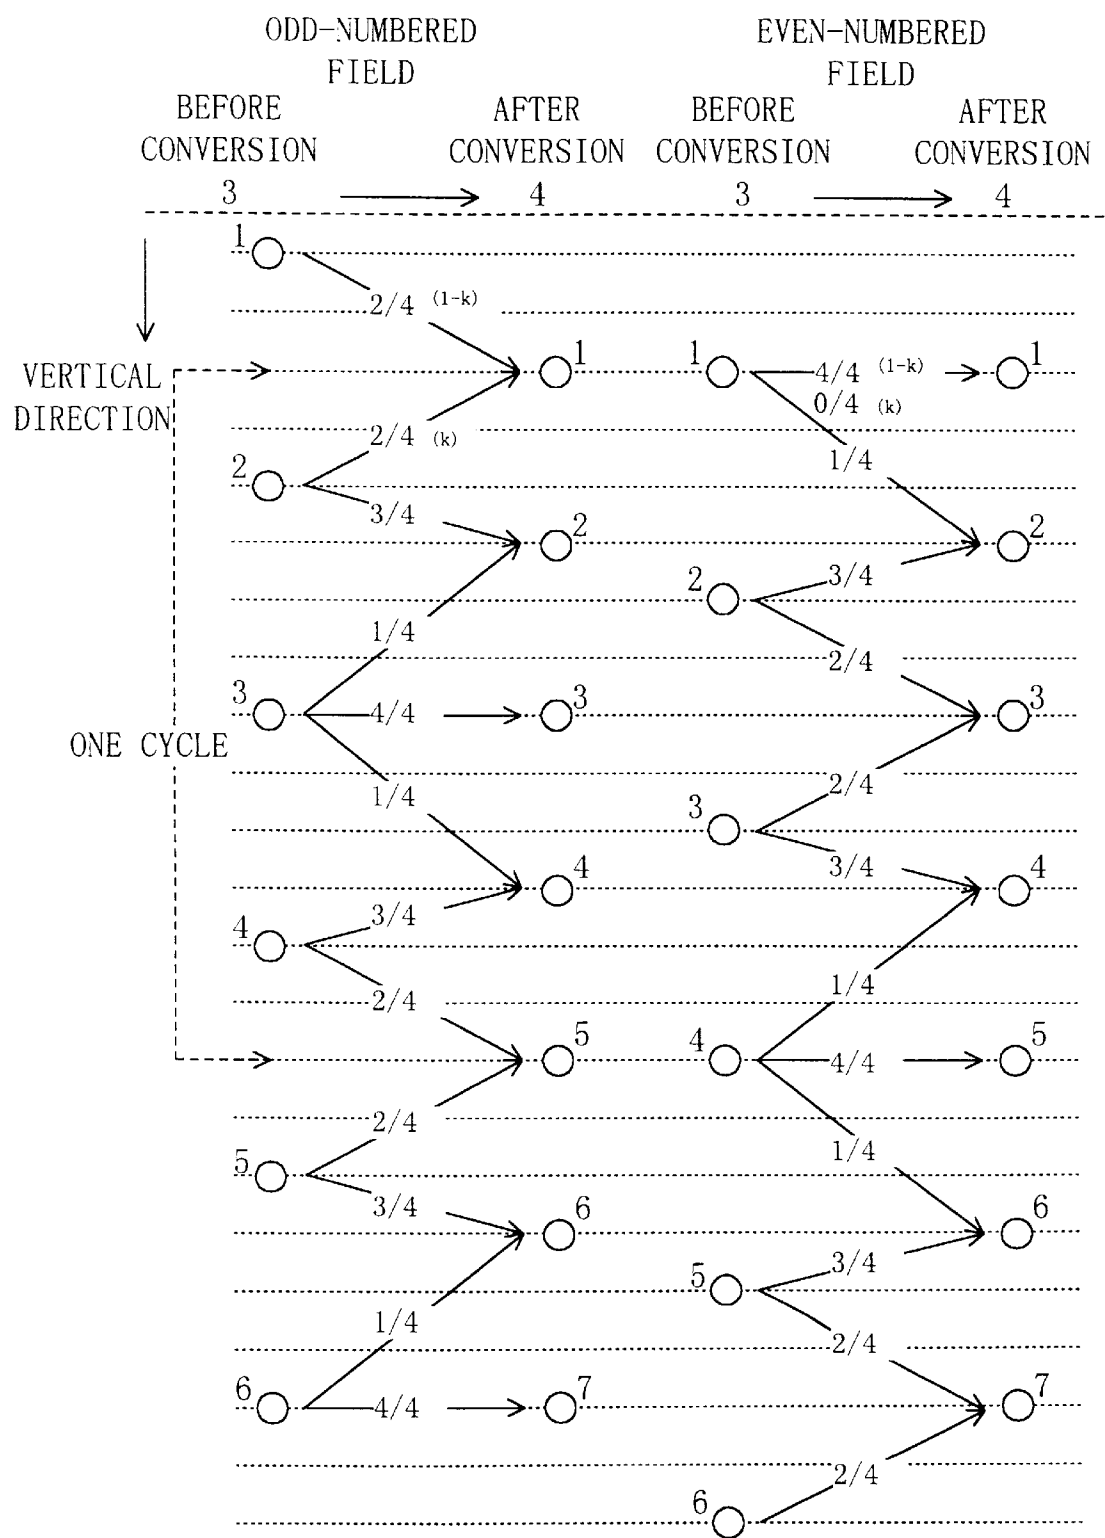 ODD-NUMBERED FIELD
EVEN-NUMBERED FIELD
BEFORE CONVERSION
AFTER CONVERSION
BEFORE CONVERSION
AFTER CONVERSION
3 4 3 4
1
2/4 (1-k)
VERTICAL DIRECTION
1 1 4/4 (1-k) 1
0/4 (k)
2/4 (k)
1/4
2
3/4
2 2
2 3/4
1/4
2/4
3 4/4 3 3
ONE CYCLE
2/4
1/4
3
3/4
4 4
3/4
4
1/4
2/4
5 4 4/4 5
2/4
1/4
5
3/4
6 6
5 3/4
1/4
2/4
6 4/4 7 7
2/4
6